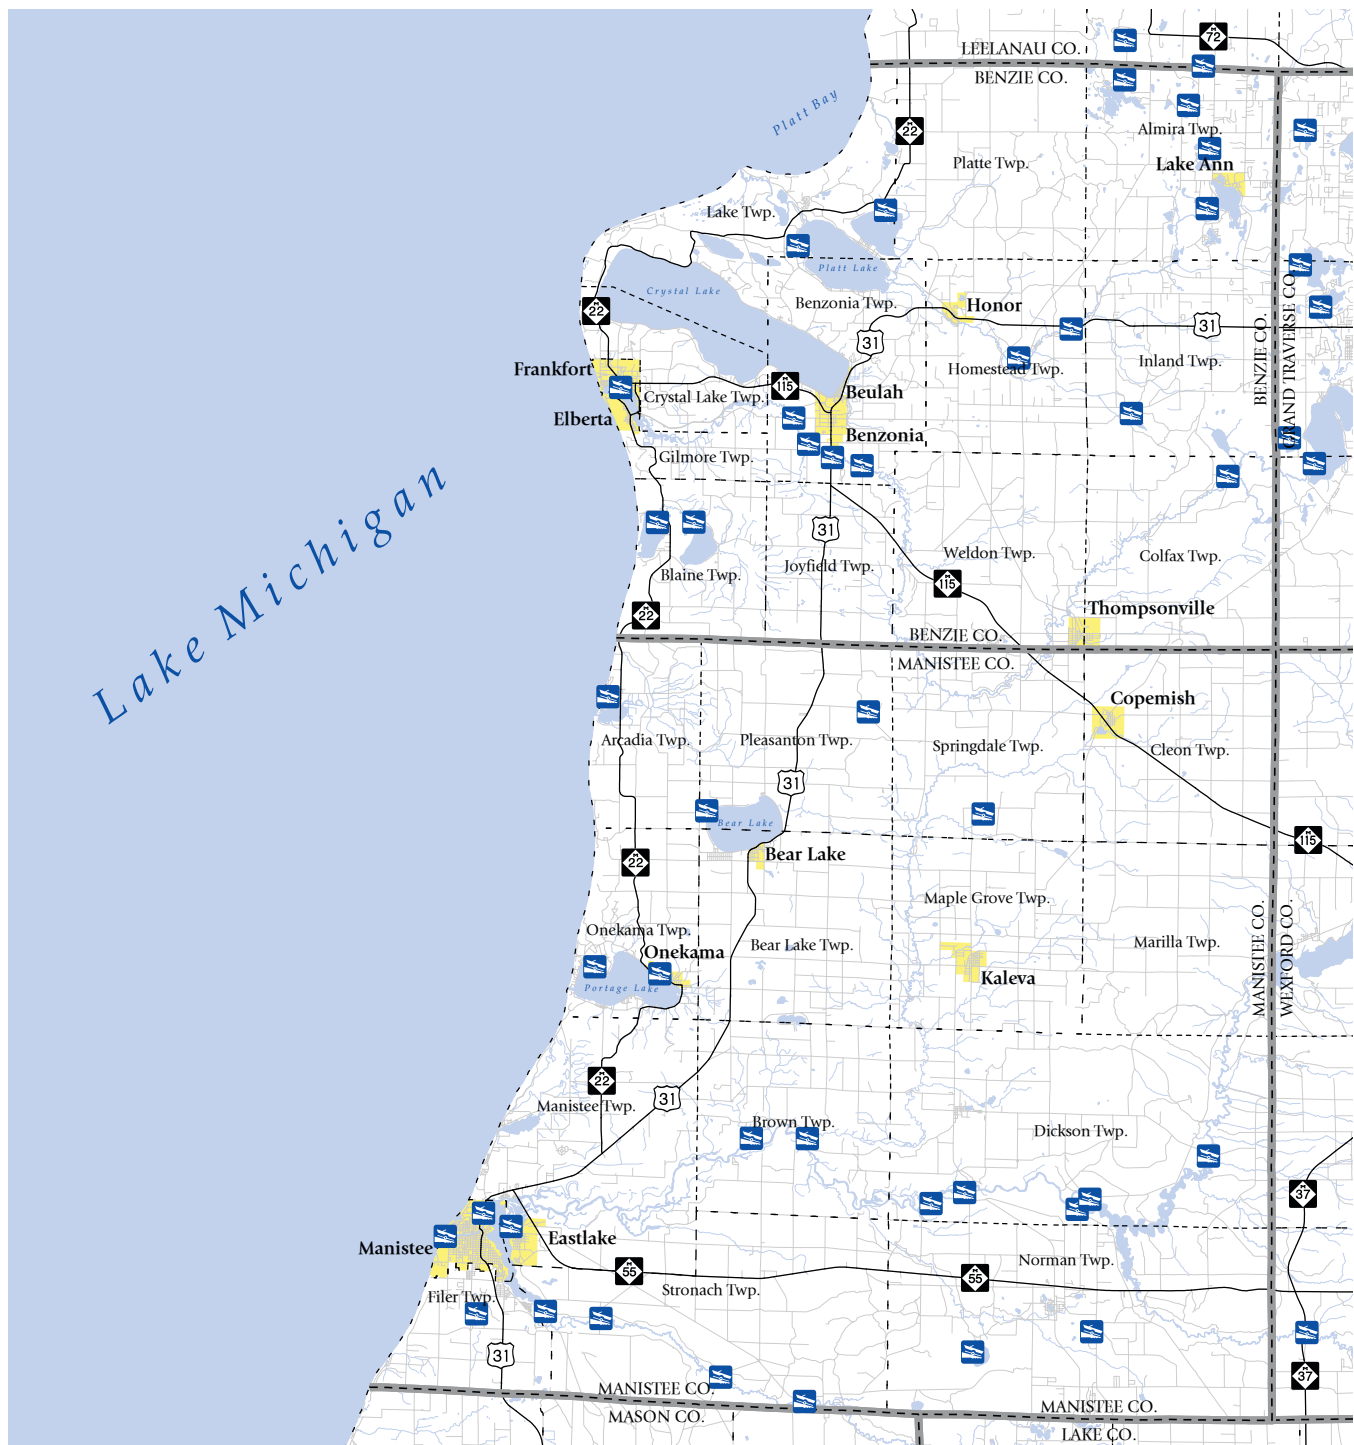 72
LEELANAU CO.
BENZIE CO.
Platt Bay
22
Almira Twp.
Platte Twp.
Lake Ann
Lake Twp.
Platt Lake
Crystal Lake
Benzonia Twp.
Honor
22
31
31
GRAND TRAVERSE CO.
BENZIE CO.
Inland Twp.
Homestead Twp.
Frankfort
115
Crystal Lake Twp.
Beulah
Elberta
Benzonia
Gilmore Twp.
Lake Michigan
31
Weldon Twp.
Colfax Twp.
Joyfield Twp.
Blaine Twp.
115
22
Thompsonville
BENZIE CO.
MANISTEE CO.
Copemish
Arcadia Twp.
Pleasanton Twp.
Springdale Twp.
Cleon Twp.
31
Bear Lake
115
Bear Lake
22
Maple Grove Twp.
MANISTEE CO.
WEXFORD CO.
Onekama Twp.
Bear Lake Twp.
Marilla Twp.
Onekama
Kaleva
Portage Lake
22
31
Manistee Twp.
Brown Twp.
Dickson Twp.
37
Eastlake
Manistee
Norman Twp.
55
55
Stronach Twp.
Filer Twp.
31
37
MANISTEE CO.
MASON CO.
MANISTEE CO.
LAKE CO.